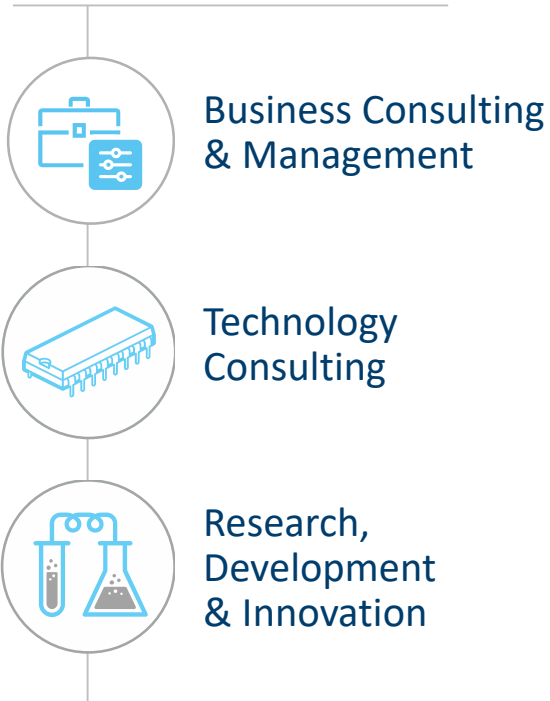 Business Consulting
& Management
Technology
Consulting
Research,
Development
& Innovation